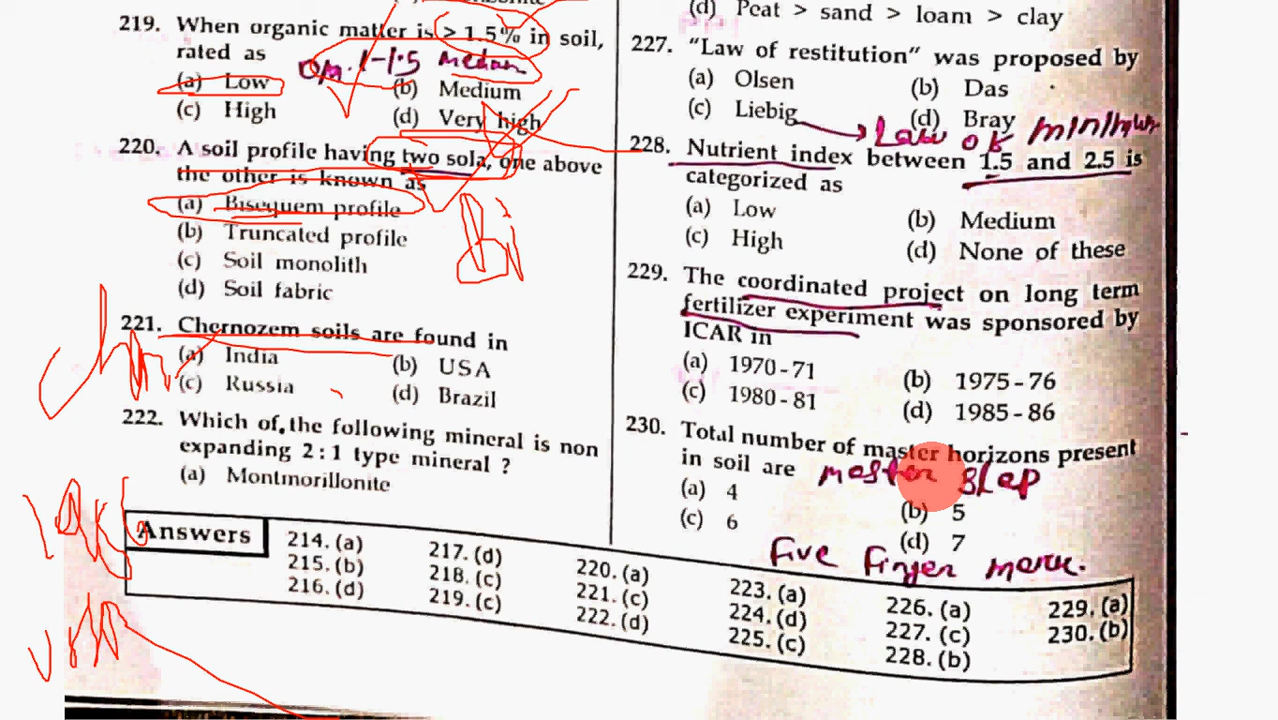 219. When organic matter is > 1.5% in soil,
rated as
OM. 1-1.5 medium
(a) Low
(b) Medium
(c) High
(d) Very high
220. A soil profile having two sola, one above
the other is known as
(a) Bisequem profile
(b) Truncated profile
(c) Soil monolith
(d) Soil fabric
Bi
221. Chernozem soils are found in
(a) India
(b) USA
(c) Russia
(d) Brazil
222. Which of the following mineral is non
expanding 2 : 1 type mineral ?
(a) Montmorillonite
(d) Peat > sand > loam > clay
227. "Law of restitution" was proposed by
(a) Olsen
(b) Das
(c) Liebig
(d) Bray
Law of minimum
228. Nutrient index between 1.5 and 2.5 is
categorized as
(a) Low
(b) Medium
(c) High
(d) None of these
229. The coordinated project on long term
fertilizer experiment was sponsored by
ICAR in
(a) 1970-71
(b) 1975-76
(c) 1980-81
(d) 1985-86
230. Total number of master horizons present
in soil are
master slap
(a) 4
(b) 5
(c) 6
(d) 7
five finger mark.
Answers
214. (a)
215. (b)
216. (d)
217. (d)
218. (c)
219. (c)
220. (a)
221. (c)
222. (d)
223. (a)
224. (d)
225. (c)
226. (a)
227. (c)
228. (b)
229. (a)
230. (b)